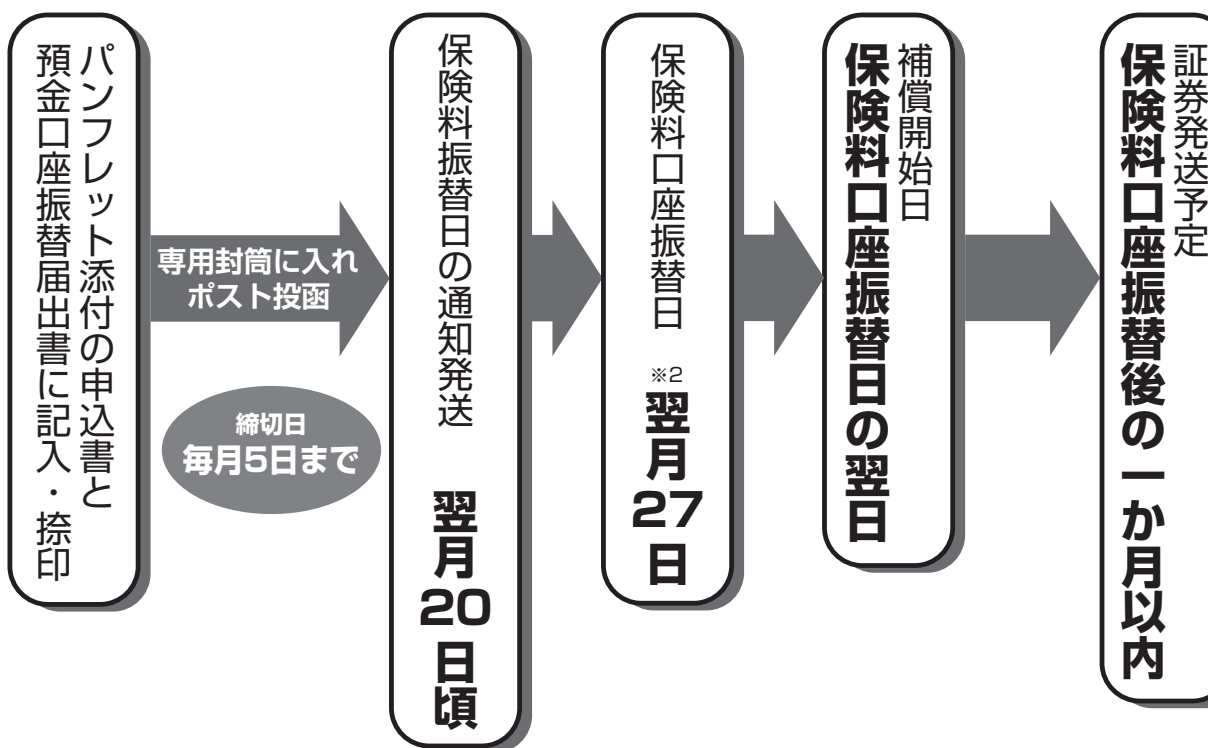 パンフレット添付の申込書と
預金口座振替届出書に記入・捺印
専用封筒に入れ
ポスト投函
締切日
毎月5日まで
保険料振替日の通知発送 翌月20日頃
保険料口座振替日 ※2 翌月27日
補償開始日
保険料口座振替日の翌日
証券発送予定
保険料口座振替後の一か月以内